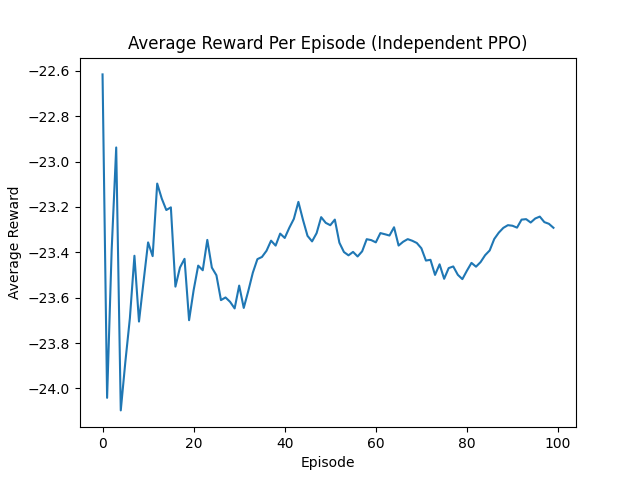 Average Reward Per Episode (Independent PPO)
−22.6
−22.8
−23.0
−23.2
−23.4
−23.6
−23.8
−24.0
Average Reward
0 20 40 60 80 100
Episode